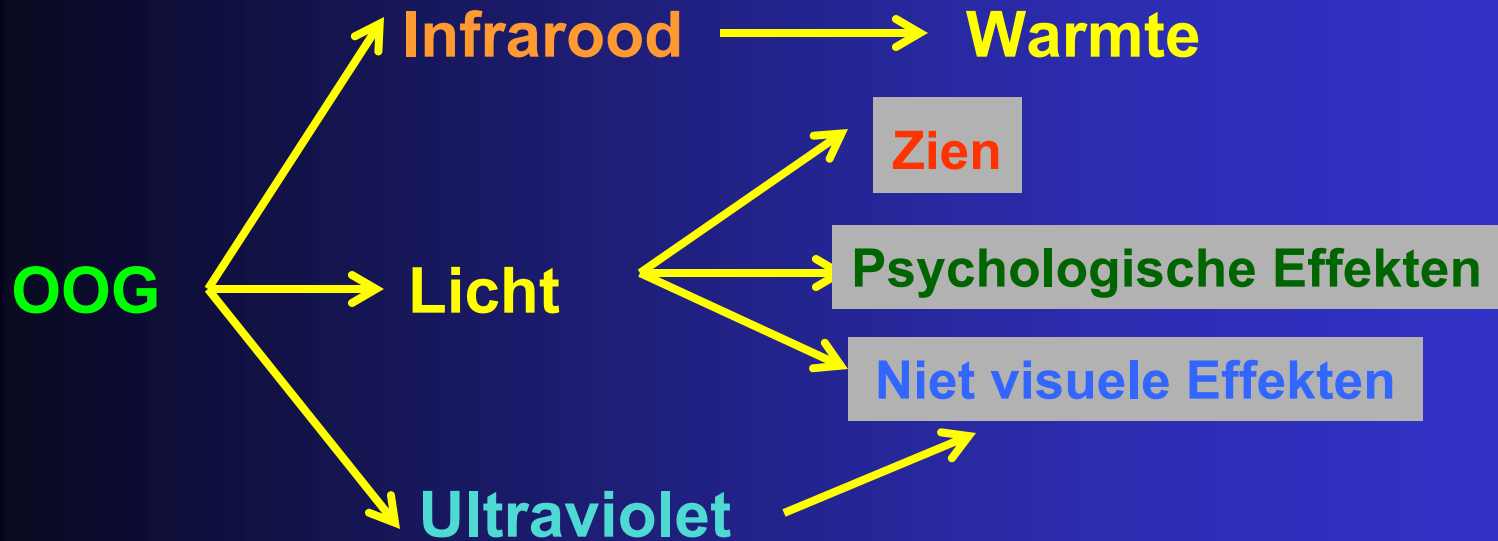 Infrarood
Warmte
Zien
OOG
Licht
Psychologische Effekten
Niet visuele Effekten
Ultraviolet